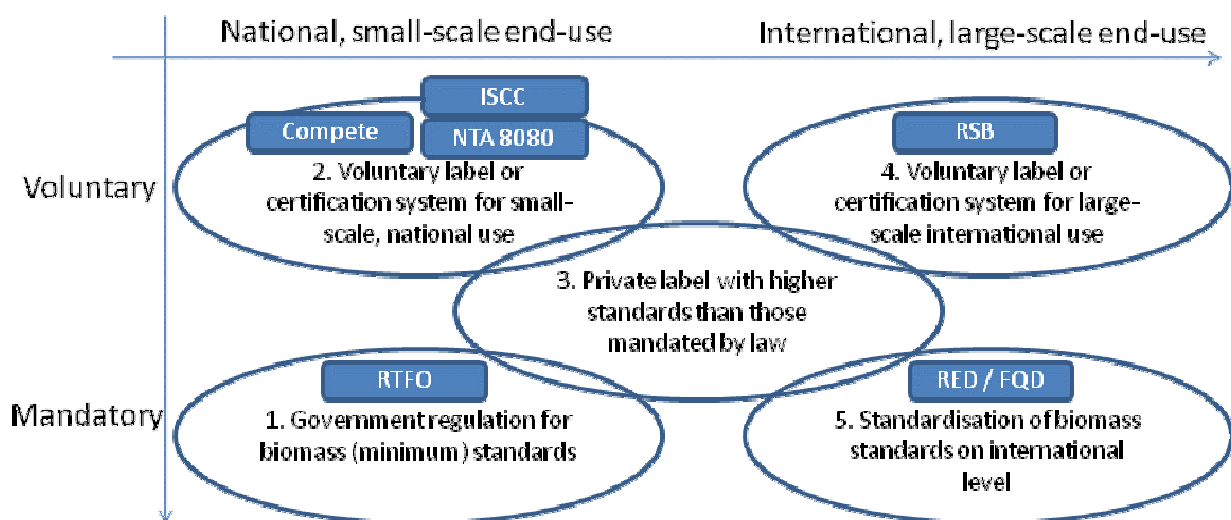 National, small-scale end-use
International, large-scale end-use
Voluntary
ISCC
Compete
NTA 8080
2. Voluntary label or
certification system for small-
scale, national use
RSB
4. Voluntary label or
certification system for large-
scale international use
3. Private label with higher
standards than those
mandated by law
Mandatory
RTFO
1. Government regulation for
biomass (minimum) standards
RED / FQD
5. Standardisation of biomass
standards on international
level